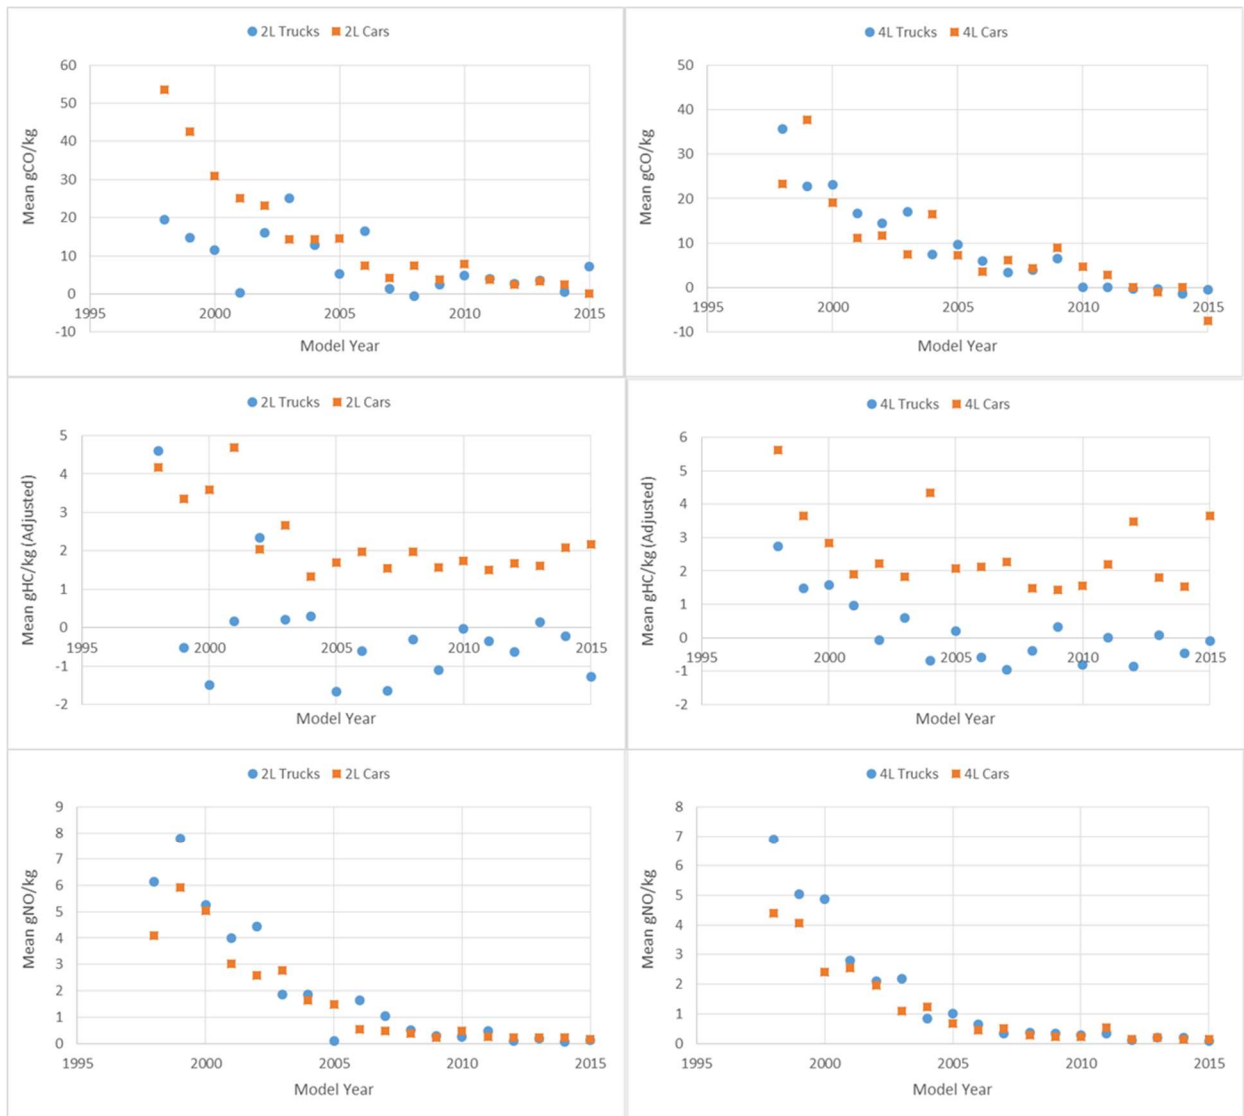 2L Trucks 2L Cars
60
50
40
30
20
10
0
-10
1995 2000 2005 2010 2015
Mean gCO/kg
Model Year
4L Trucks 4L Cars
50
40
30
20
10
0
-10
1995 2000 2005 2010 2015
Mean gCO/kg
Model Year
2L Trucks 2L Cars
5
4
3
2
1
0
-1
-2
1995 2000 2005 2010 2015
Mean gHC/kg (Adjusted)
Model Year
4L Trucks 4L Cars
6
5
4
3
2
1
0
-1
-2
1995 2000 2005 2010 2015
Mean gHC/kg (Adjusted)
Model Year
2L Trucks 2L Cars
9
8
7
6
5
4
3
2
1
0
1995 2000 2005 2010 2015
Mean gNO/kg
Model Year
4L Trucks 4L Cars
8
7
6
5
4
3
2
1
0
1995 2000 2005 2010 2015
Mean gNO/kg
Model Year